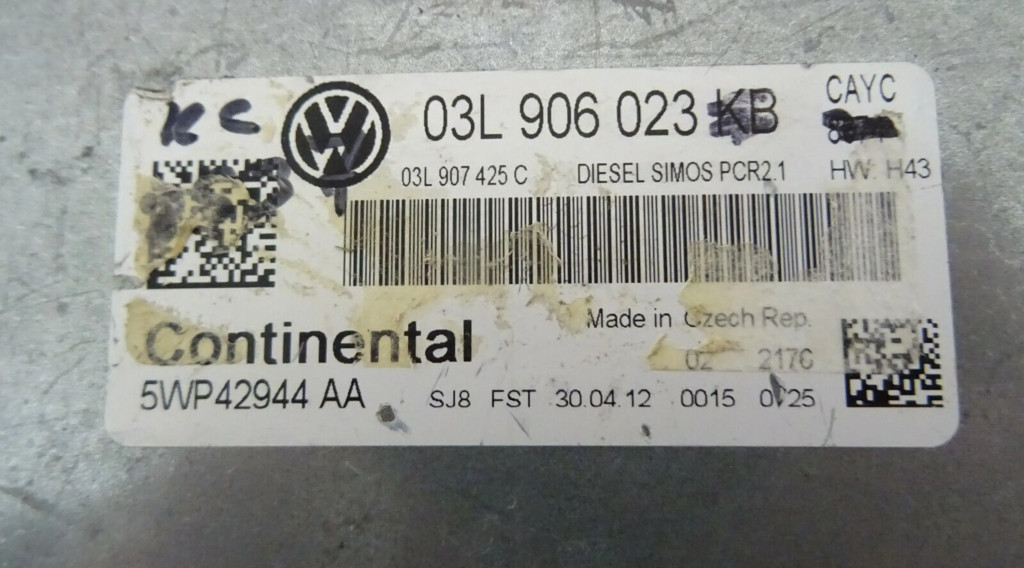 KC
03L 906 023 KB CAYC
03L 907 425 C DIESEL SIMOS PCR2.1 HW: H43
Continental
Made in Czech Rep.
02 2176
5WP42944 AA
SJ8 FST 30.04.12 0015 0725